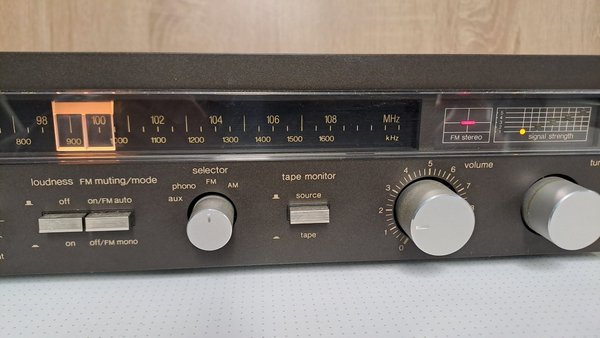 98 100 102 104 106 108 MHz
800 900 1000 1100 1200 1300 1400 1500 1600 kHz
FM stereo
signal strength
loudness FM muting/mode
off on/FM auto
on off/FM mono
selector
phono FM AM
aux
tape monitor
source
tape
volume
0 1 2 3 4 5 6 7 8